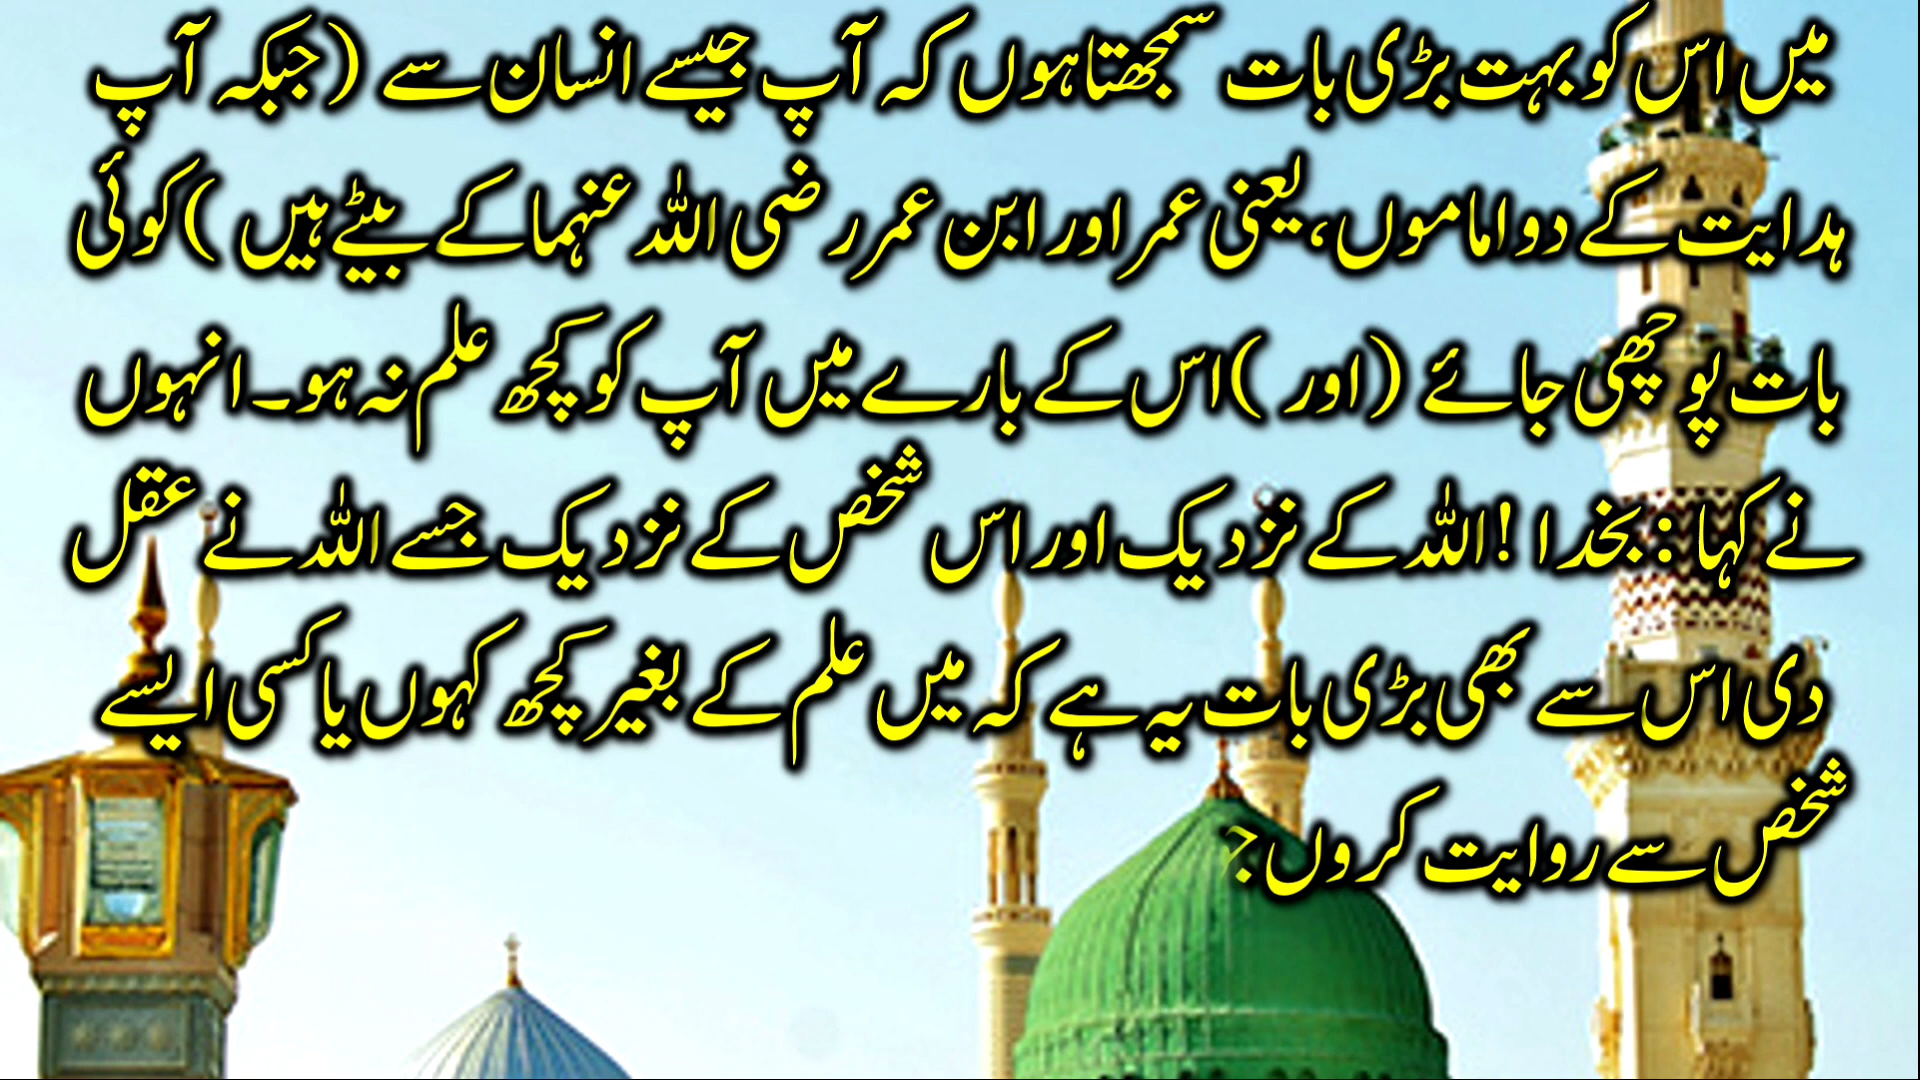 میں اس کو بہت بڑی بات سمجھتا ہوں کہ آپ جیسے انسان سے (جبکہ آپ
ہدایت کے دو اماموں، یعنی عمر اور ابن عمر رضی اللہ عنہما کے بیٹے ہیں) کوئی
بات پوچھی جائے (اور) اس کے بارے میں آپ کو کچھ علم نہ ہو۔ انہوں
نے کہا: بخدا! اللہ کے نزدیک اور اس شخص کے نزدیک جسے اللہ نے عقل
دی اس سے بھی بڑی بات یہ ہے کہ میں علم کے بغیر کچھ کہوں یا کسی ایسے
شخص سے روایت کروں